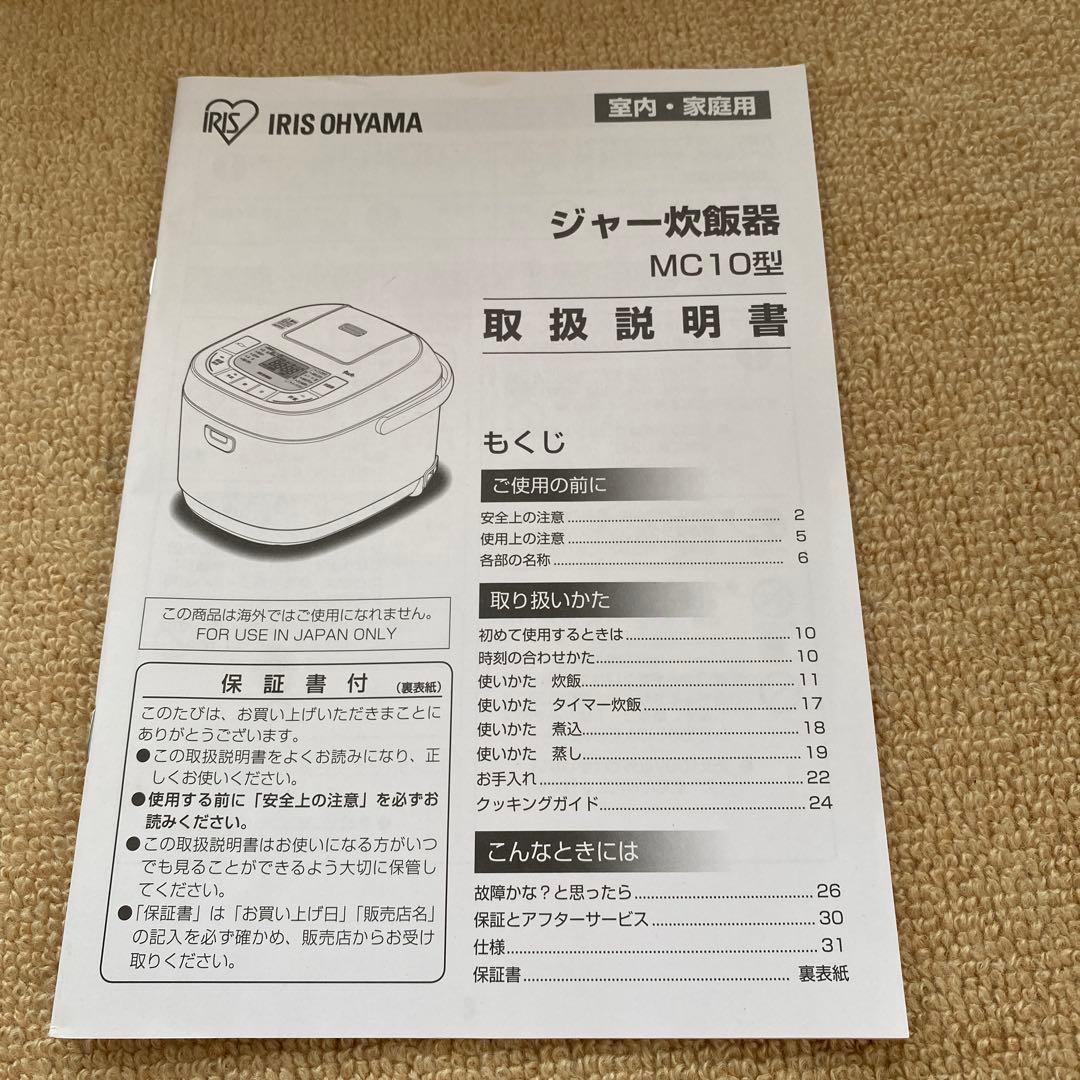 IRIS
IRIS OHYAMA
室内・家庭用
ジャー炊飯器
MC10型
取扱説明書
もくじ
ご使用の前に
安全上の注意 2
使用上の注意 5
各部の名称 6
取り扱いかた
初めて使用するときは 10
時刻の合わせかた 10
使いかた 炊飯 11
使いかた タイマー炊飯 17
使いかた 煮込 18
使いかた 蒸し 19
お手入れ 22
クッキングガイド 24
こんなときには
故障かな？と思ったら 26
保証とアフターサービス 30
仕様 31
保証書 裏表紙
この商品は海外ではご使用になれません。
FOR USE IN JAPAN ONLY
保証書付（裏表紙）
このたびは、お買い上げいただきまことに
ありがとうございます。
●この取扱説明書をよくお読みになり、正
しくお使いください。
●使用する前に「安全上の注意」を必ずお
読みください。
●この取扱説明書はお使いになる方がいつ
でも見ることができるよう大切に保管し
てください。
●「保証書」は「お買い上げ日」「販売店名」
の記入を必ず確かめ、販売店からお受け
取りください。